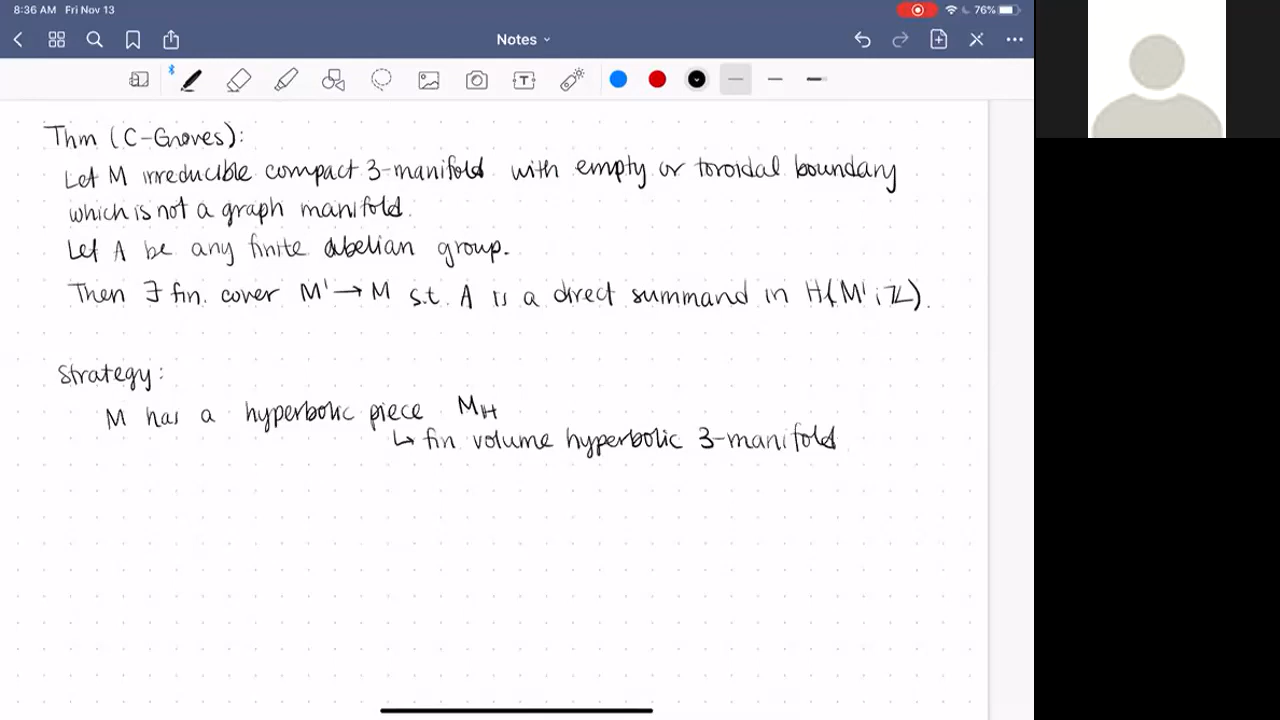 8:36 AM Fri Nov 13
76%
Notes
Thm (C-Groves):
Let M irreducible compact 3-manifold with empty or toroidal boundary
which is not a graph manifold.
Let A be any finite abelian group.
Then ∃ fin. cover M' → M s.t. A is a direct summand in H₁(M';ℤ).
Strategy:
M has a hyperbolic piece M_H
↳ fin volume hyperbolic 3-manifold